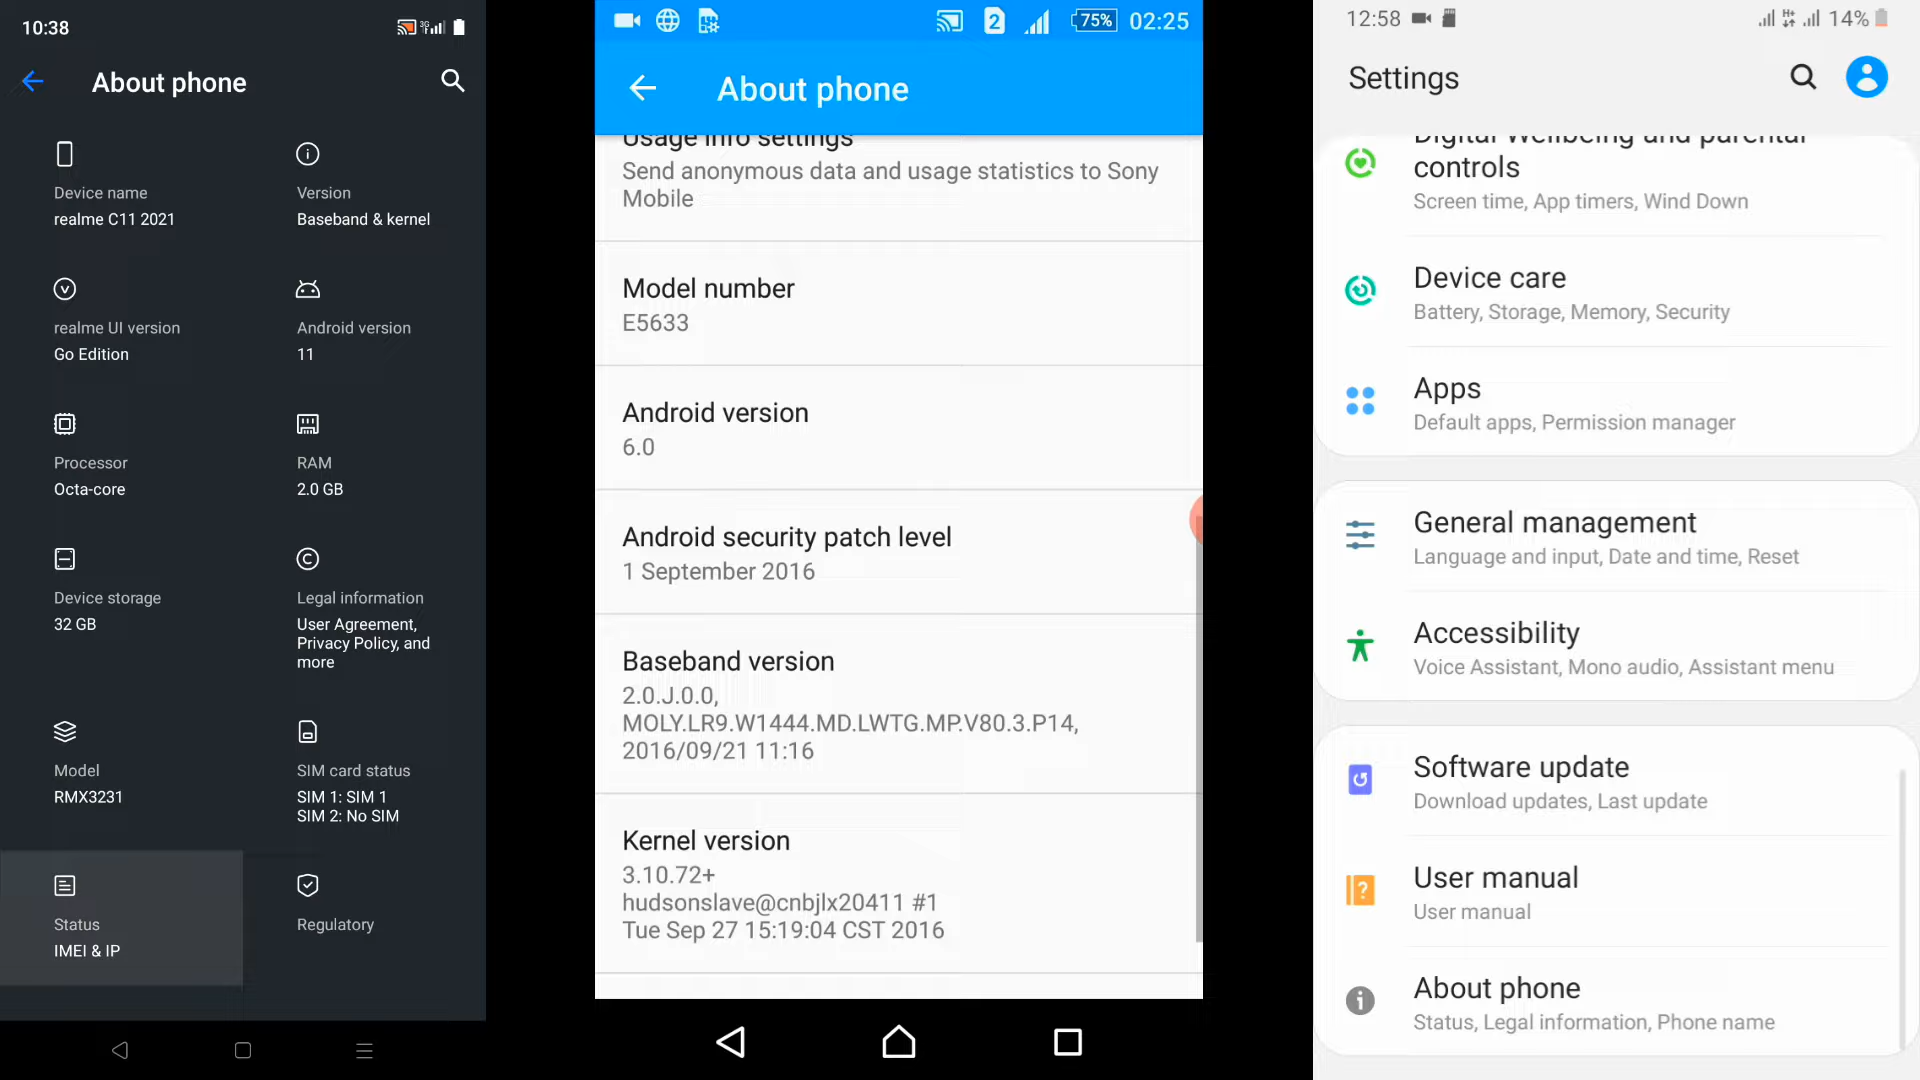 10:38
3G
About phone
Device name
realme C11 2021
Version
Baseband & kernel
realme UI version
Go Edition
Android version
11
Processor
Octa-core
RAM
2.0 GB
Device storage
32 GB
Legal information
User Agreement,
Privacy Policy, and
more
Model
RMX3231
SIM card status
SIM 1: SIM 1
SIM 2: No SIM
Status
IMEI & IP
Regulatory
2
75%
02:25
About phone
Usage info settings
Send anonymous data and usage statistics to Sony
Mobile
Model number
E5633
Android version
6.0
Android security patch level
1 September 2016
Baseband version
2.0.J.0.0,
MOLY.LR9.W1444.MD.LWTG.MP.V80.3.P14,
2016/09/21 11:16
Kernel version
3.10.72+
hudsonslave@cnbjlx20411 #1
Tue Sep 27 15:19:04 CST 2016
12:58
H+
14%
Settings
Digital Wellbeing and parental
controls
Screen time, App timers, Wind Down
Device care
Battery, Storage, Memory, Security
Apps
Default apps, Permission manager
General management
Language and input, Date and time, Reset
Accessibility
Voice Assistant, Mono audio, Assistant menu
Software update
Download updates, Last update
User manual
User manual
About phone
Status, Legal information, Phone name